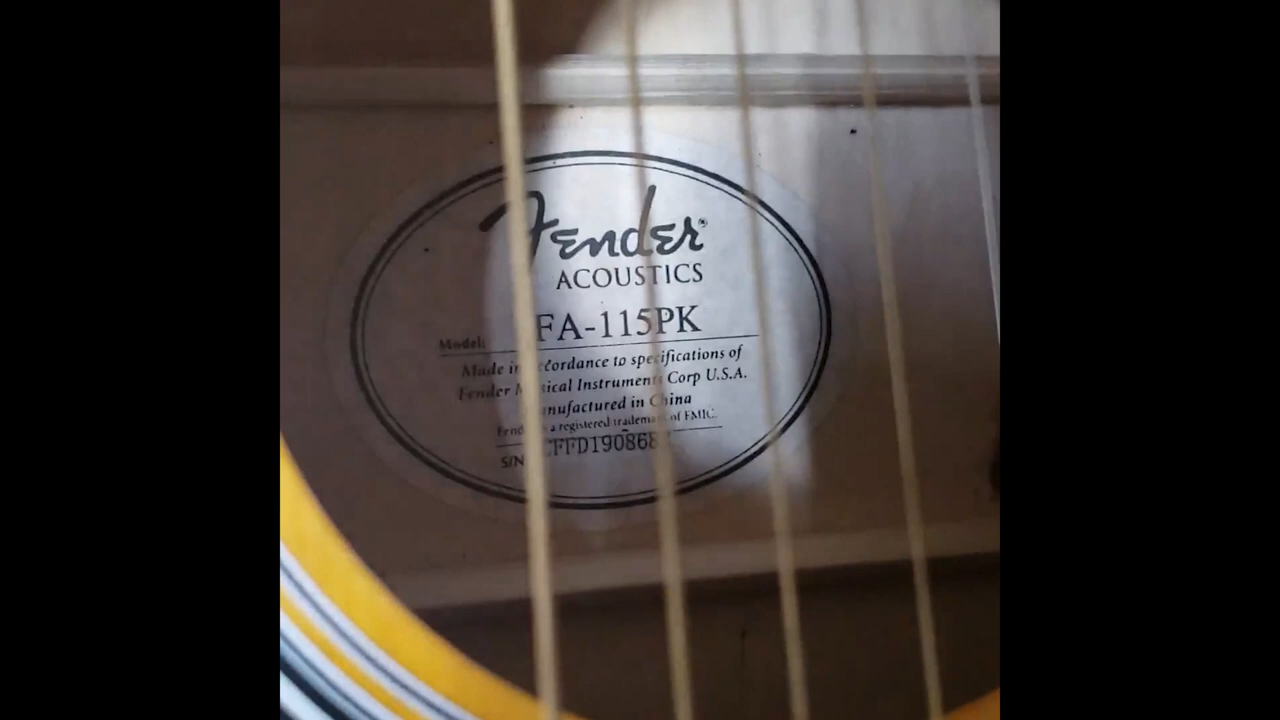 Fender®
ACOUSTICS
Model: FA-115PK
Made in accordance to specifications of
Fender Musical Instruments Corp U.S.A.
Manufactured in China
Fender is a registered trademark of FMIC.
S/N